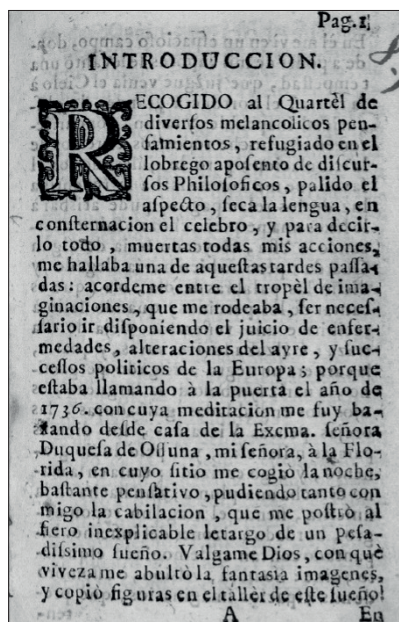 Pag.1
INTRODUCCION.
RECOGIDO al Quartèl de
diversos melancolicos pen-
samientos, refugiado en el
lobrego aposento de discur-
sos Philosoficos, palido el
aspecto, seca la lengua, en
consternacion el celebro, y para decir-
lo todo, muertas todas mis acciones,
me hallaba una de aquestas tardes passa-
das: acordeme entre el tropèl de ima-
ginaciones, que me rodeaba, ser neces-
sario ir disponiendo el juicio de enfer-
medades, alteraciones del ayre, y suc-
cessos politicos de la Europa; porque
estaba llamando à la puerta el año de
1736. con cuya meditacion me fuy ba-
xando desde casa de la Excma. señora
Duquesa de Ossuna, mi señora, à la Flo-
rida, en cuyo sitio me cogiò la noche,
bastante pensativo, pudiendo tanto con
migo la cabilacion, que me postrò al
fiero inexplicable letargo de un pesa-
dissimo sueño. Valgame Dios, con què
viveza me abultò la fantasia imagenes,
y copiò figuras en el tallèr de este sueño!
A En